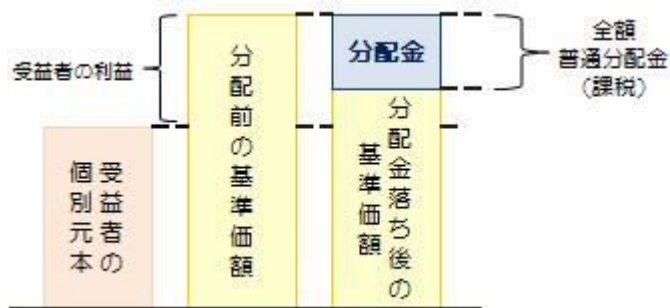 受益者の利益
受益者の
個別元本
分配前の基準価額
分配金
分配金落ち後の
基準価額
全額
普通分配金
(課税)